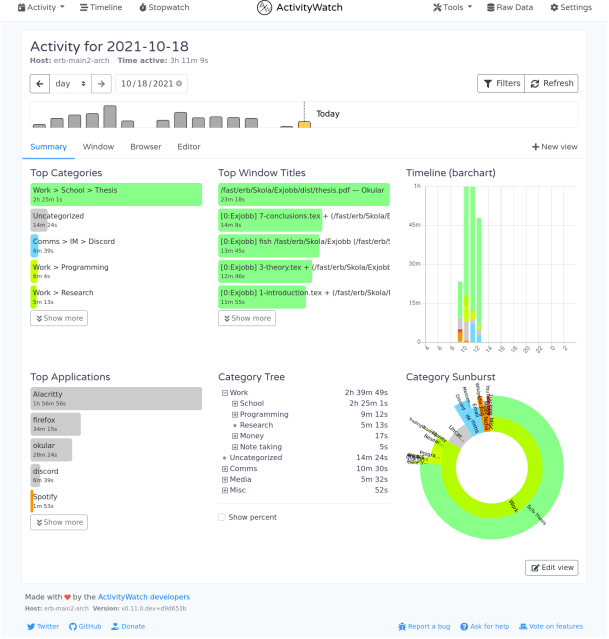 Activity Timeline Stopwatch ActivityWatch Tools Raw Data Settings
Activity for 2021-10-18
Host: erb-main2-arch Time active: 3h 11m 9s
day 10/18/2021 Filters Refresh
Today
Summary Window Browser Editor New view
Top Categories
Work > School > Thesis
2h 25m 1s
Uncategorized
14m 24s
Comms > IM > Discord
6m 39s
Work > Programming
6m 4s
Work > Research
5m 13s
Show more
Top Window Titles
/fast/erb/Skola/Exjobb/dist/thesis.pdf — Okular
23m 18s
[0:Exjobb] 7-conclusions.tex + (/fast/erb/Skola/E
14m 8s
[0:Exjobb] fish /fast/erb/Skola/Exjobb (/fast/erb/S
13m 45s
[0:Exjobb] 3-theory.tex + (/fast/erb/Skola/Exjobb
12m 46s
[0:Exjobb] 1-introduction.tex + (/fast/erb/Skola/I
11m 55s
Show more
Timeline (barchart)
1h
45m
30m
15m
0
4 6 8 10 12 14 16 18 20 22 0 2
Top Applications
Alacritty
1h 56m 56s
firefox
34m 15s
okular
28m 24s
discord
6m 39s
Spotify
1m 53s
Show more
Category Tree
Work 2h 39m 49s
School 2h 25m 1s
Programming 9m 12s
Research 5m 13s
Money 17s
Note taking 5s
Uncategorized 14m 24s
Comms 10m 30s
Media 5m 32s
Misc 52s
Show percent
Category Sunburst
Uncat...
Work
Thesis
Edit view
Made with by the ActivityWatch developers
Host: erb-main2-arch Version: v0.11.0.dev+d9d653b
Twitter GitHub Donate Report a bug Ask for help Vote on features